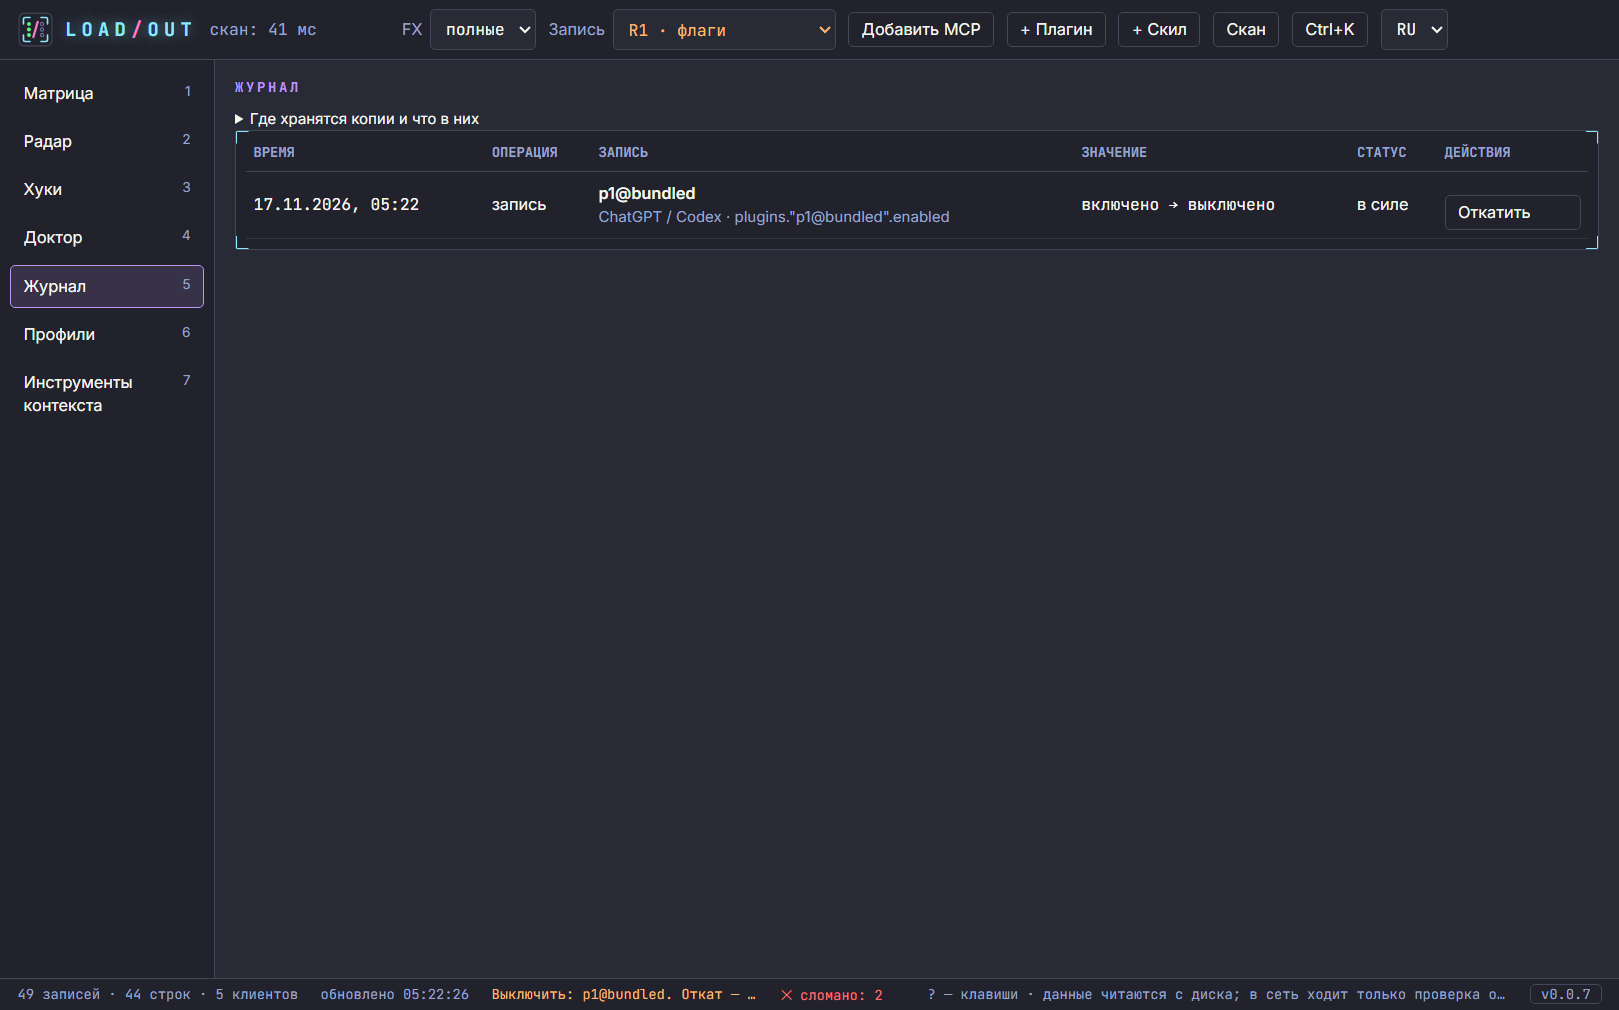 LOAD/OUT скан: 41 мс FX полные Запись R1 · флаги Добавить MCP + Плагин + Скил Скан Ctrl+K RU
Матрица 1
Радар 2
Хуки 3
Доктор 4
Журнал 5
Профили 6
Инструменты контекста 7
ЖУРНАЛ
Где хранятся копии и что в них
ВРЕМЯ ОПЕРАЦИЯ ЗАПИСЬ ЗНАЧЕНИЕ СТАТУС ДЕЙСТВИЯ
17.11.2026, 05:22 запись p1@bundled включено → выключено в силе Откатить
ChatGPT / Codex · plugins."p1@bundled".enabled
49 записей · 44 строк · 5 клиентов обновлено 05:22:26 Выключить: p1@bundled. Откат — … × сломано: 2 ? — клавиши · данные читаются с диска; в сеть ходит только проверка о… v0.0.7